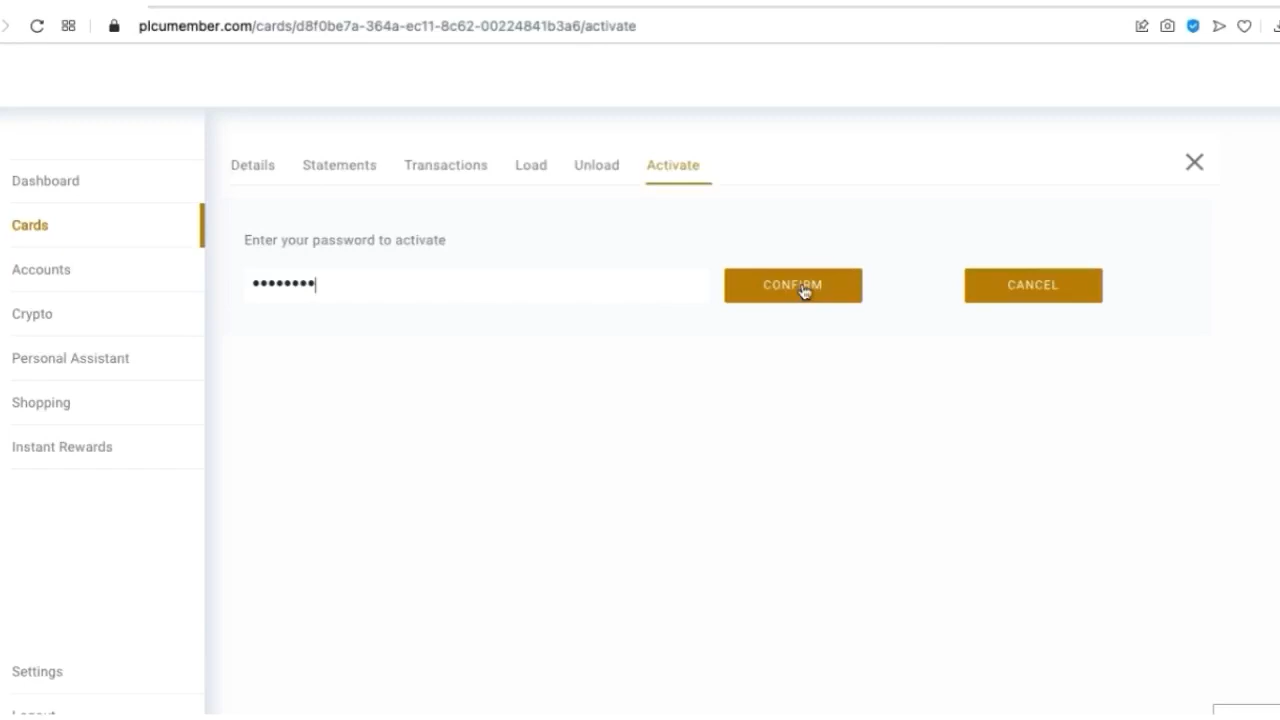 plcumember.com/cards/d8f0be7a-364a-ec11-8c62-00224841b3a6/activate
Details Statements Transactions Load Unload Activate
Dashboard
Cards
Accounts
Crypto
Personal Assistant
Shopping
Instant Rewards
Settings
Logout
Enter your password to activate
CONFIRM CANCEL